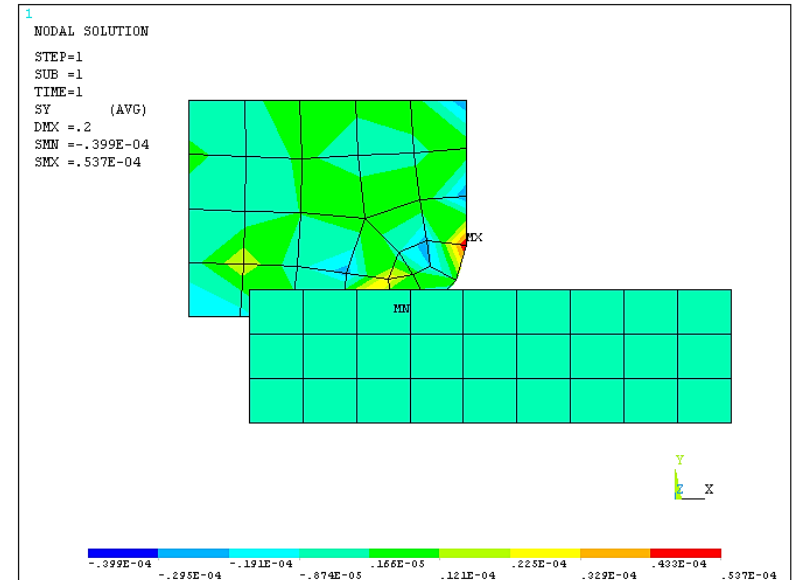 1
NODAL SOLUTION
STEP=1
SUB =1
TIME=1
SY (AVG)
DMX =.2
SMN =-.399E-04
SMX =.537E-04
MX
MN
Y
Z X
-.399E-04 -.191E-04 .166E-05 .225E-04 .433E-04
-.295E-04 -.874E-05 .121E-04 .329E-04 .537E-04